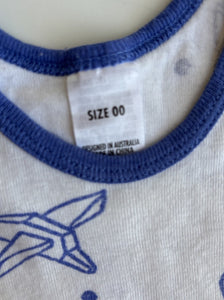 SIZE 00
DESIGNED IN AUSTRALIA
MADE IN CHINA